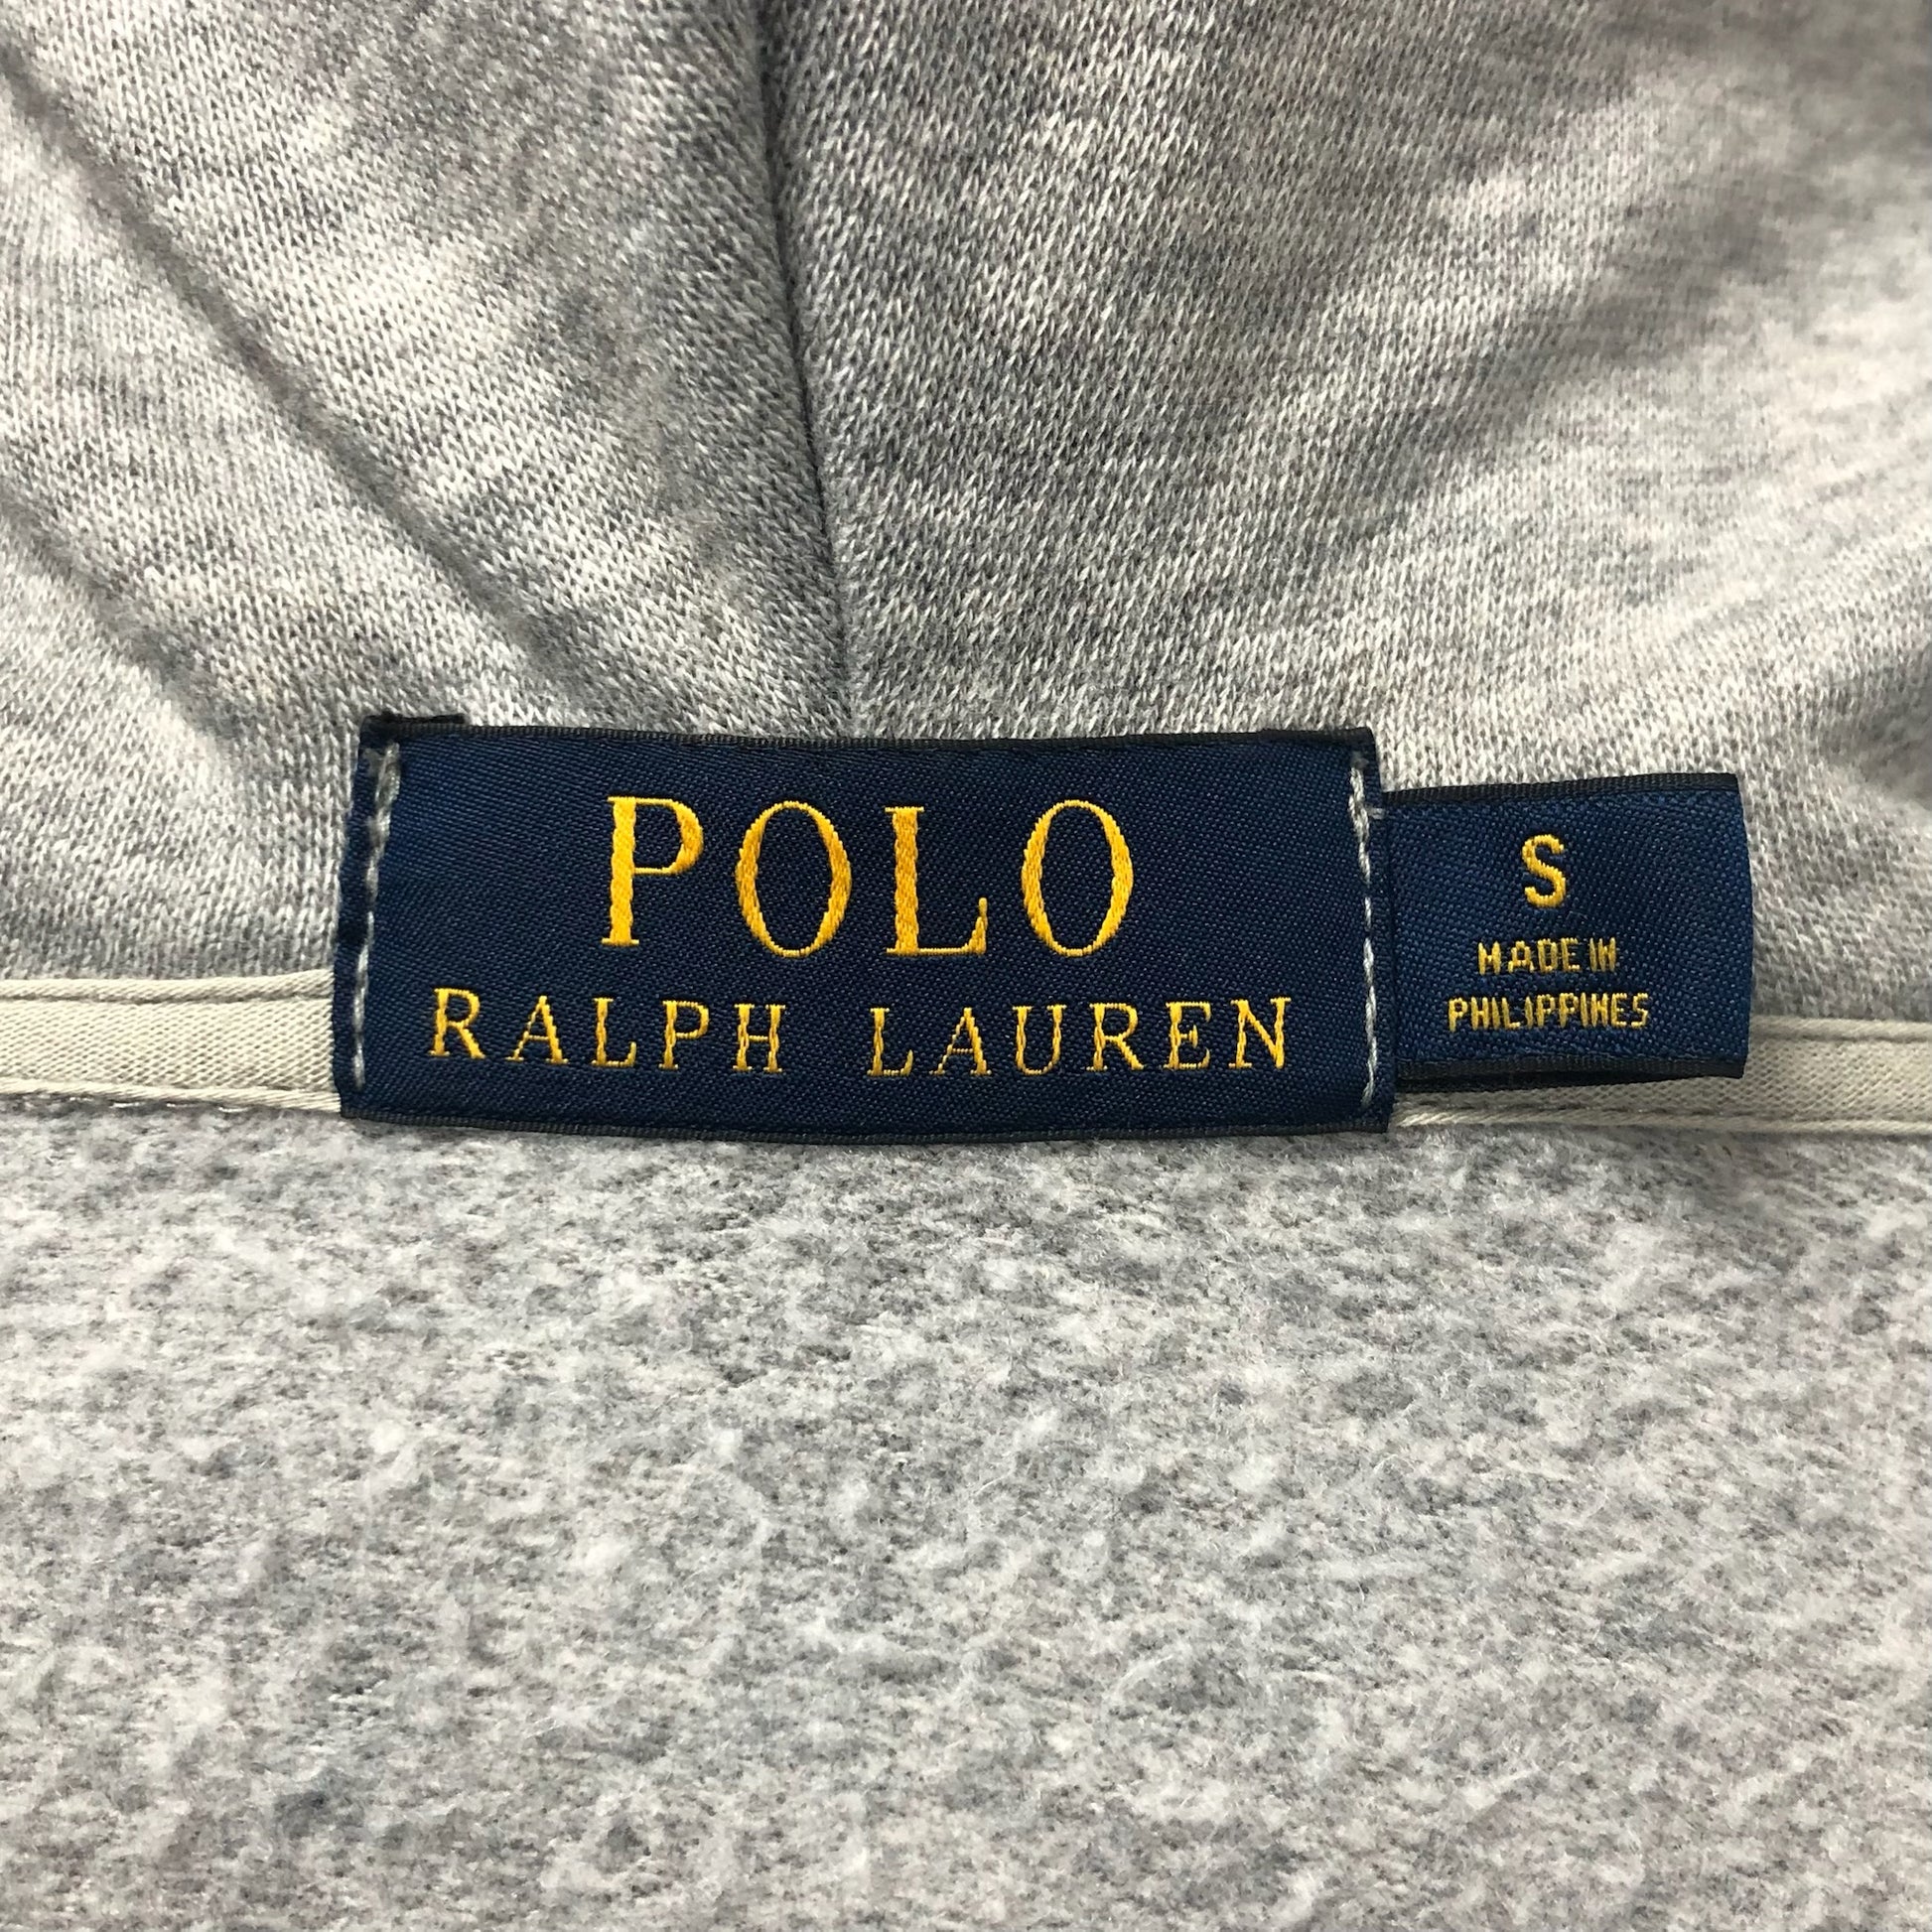 POLO
RALPH LAUREN
S
MADE IN
PHILIPPINES